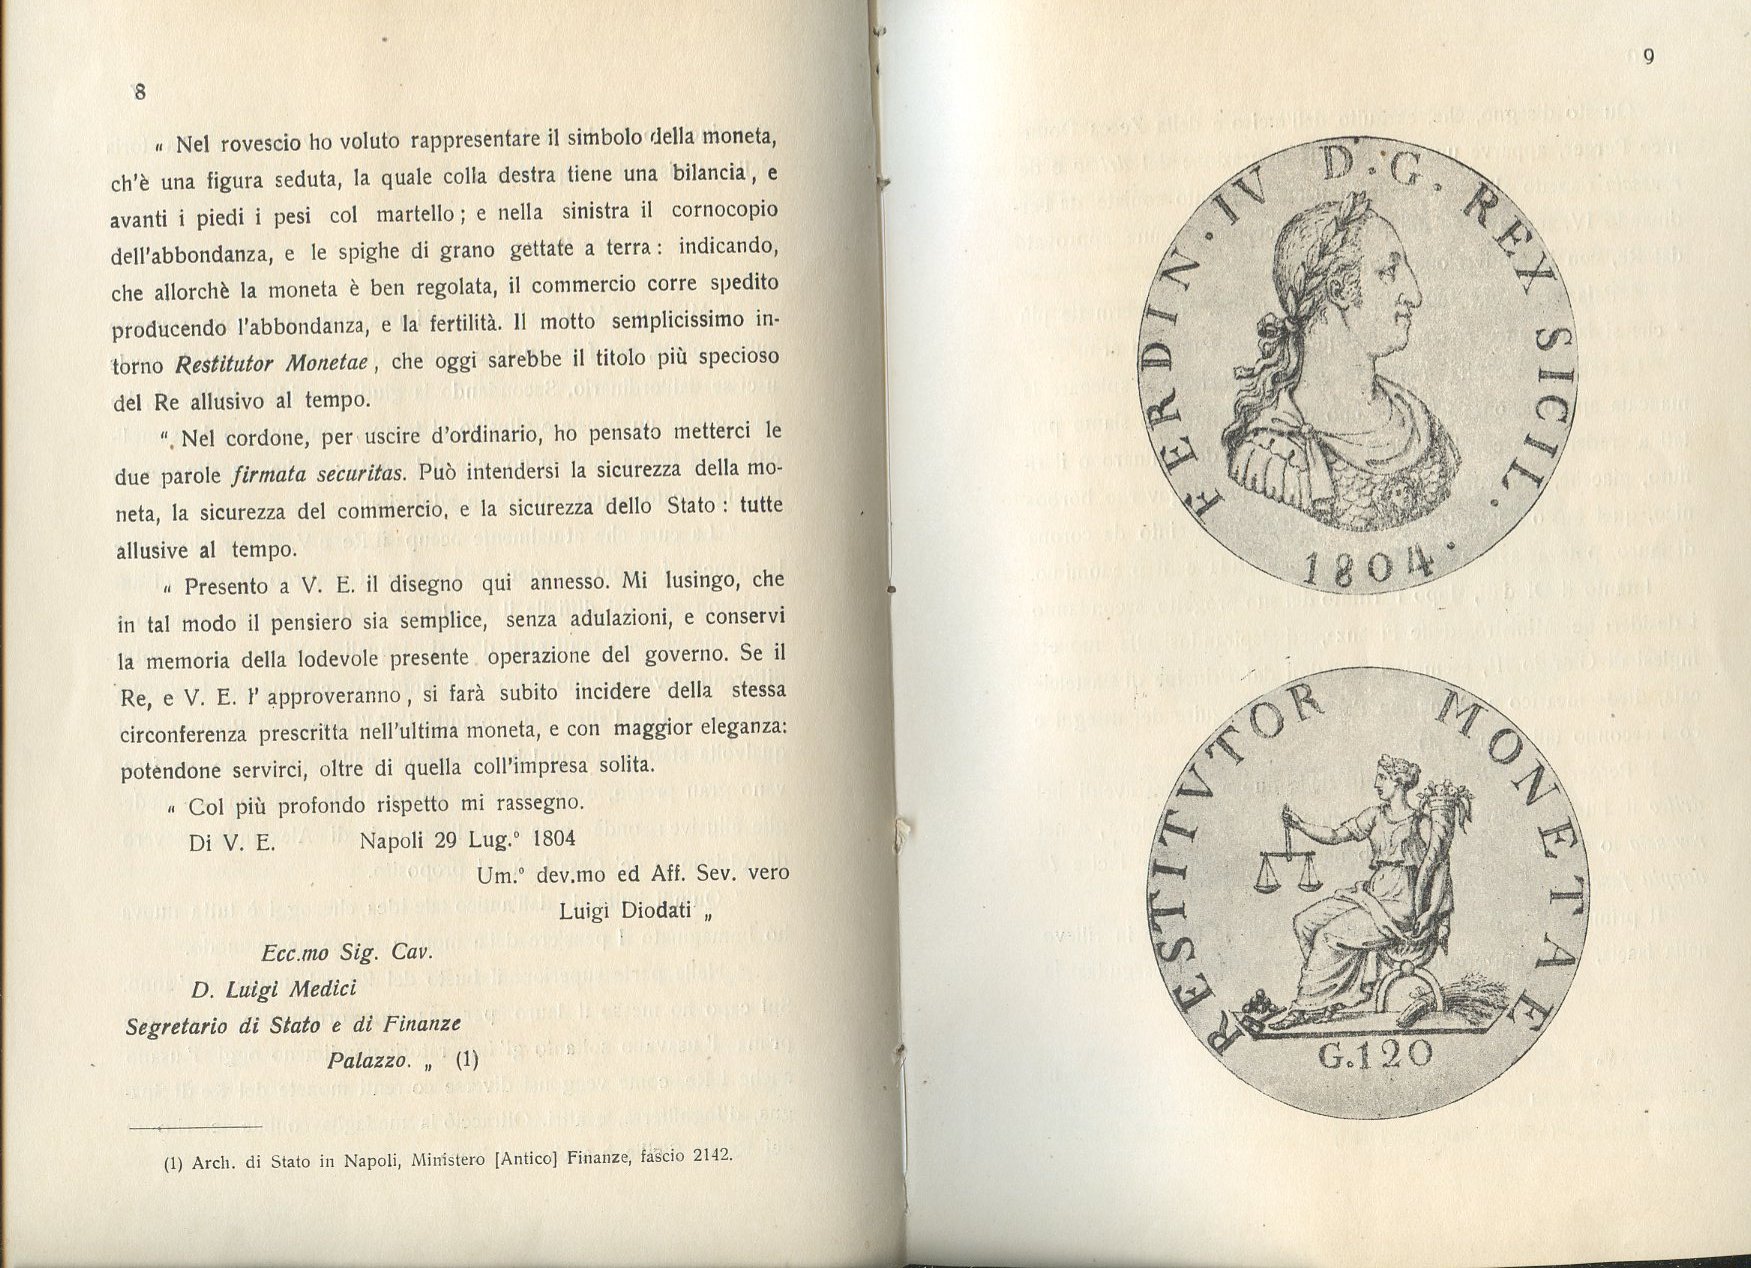 8
„ Nel rovescio ho voluto rappresentare il simbolo della moneta,
ch'è una figura seduta, la quale colla destra tiene una bilancia, e
avanti i piedi i pesi col martello; e nella sinistra il cornocopio
dell'abbondanza, e le spighe di grano gettate a terra: indicando,
che allorchè la moneta è ben regolata, il commercio corre spedito
producendo l'abbondanza, e la fertilità. Il motto semplicissimo in-
torno Restitutor Monetae, che oggi sarebbe il titolo più specioso
del Re allusivo al tempo.
“ Nel cordone, per uscire d'ordinario, ho pensato metterci le
due parole firmata securitas. Può intendersi la sicurezza della mo-
neta, la sicurezza del commercio, e la sicurezza dello Stato: tutte
allusive al tempo.
„ Presento a V. E. il disegno qui annesso. Mi lusingo, che
in tal modo il pensiero sia semplice, senza adulazioni, e conservi
la memoria della lodevole presente operazione del governo. Se il
Re, e V. E. l' approveranno, si farà subito incidere della stessa
circonferenza prescritta nell'ultima moneta, e con maggior eleganza:
potendone servirci, oltre di quella coll'impresa solita.
„ Col più profondo rispetto mi rassegno.
Di V. E. Napoli 29 Lug.° 1804
Um.° dev.mo ed Aff. Sev. vero
Luigi Diodati „
Ecc.mo Sig. Cav.
D. Luigi Medici
Segretario di Stato e di Finanze
Palazzo. „ (1)
(1) Arch. di Stato in Napoli, Ministero [Antico] Finanze, fascio 2142.
9
FERDIN. IV D.G. REX SICIL.
1804.
RESTITVTOR MONETAE
G.120